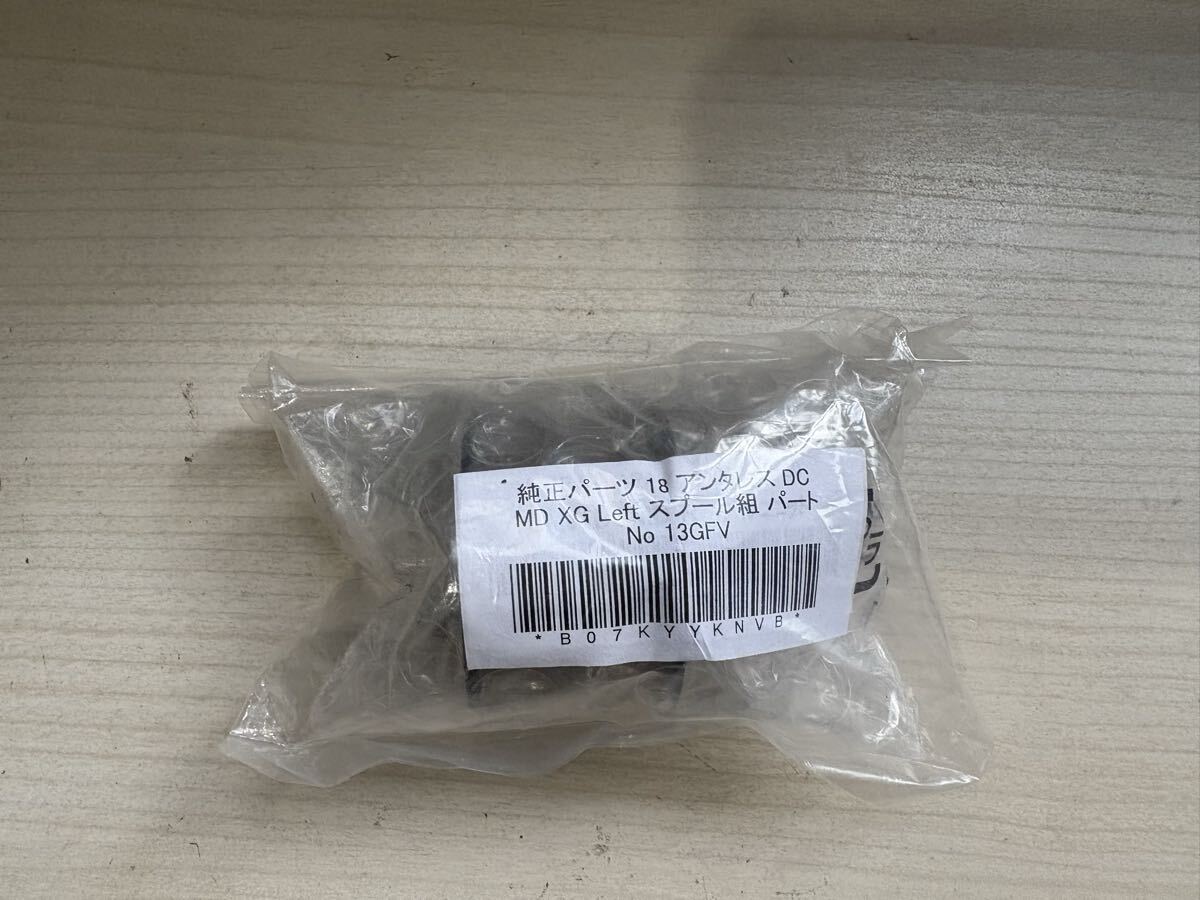 純正パーツ 18 アンタレス DC
MD XG Left スプール組 パート
No 13GFV
*B07KYYKNVB*